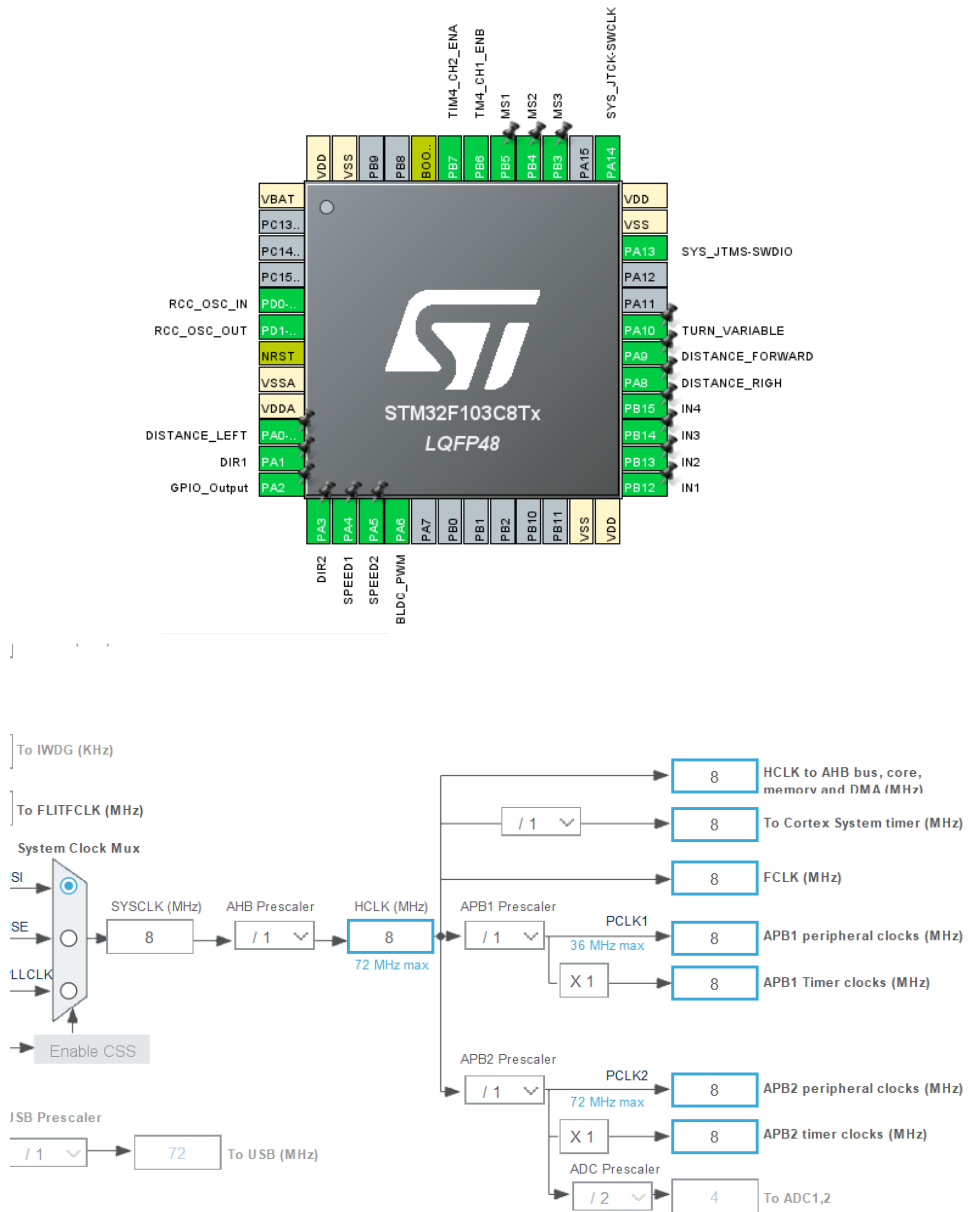 TIM4_CH2_ENA
TM4_CH1_ENB
MS1
MS2
MS3
SYS_JTCK-SWCLK
VDD
VSS
PB9
PB8
BOO..
PB7
PB6
PB5
PB4
PB3
PA15
PA14
VBAT
PC13..
PC14..
PC15..
RCC_OSC_IN PD0-..
RCC_OSC_OUT PD1-..
NRST
VSSA
VDDA
DISTANCE_LEFT PA0-..
DIR1 PA1
GPIO_Output PA2
STM32F103C8Tx
LQFP48
VDD
VSS
PA13 SYS_JTMS-SWDIO
PA12
PA11
PA10 TURN_VARIABLE
PA9 DISTANCE_FORWARD
PA8 DISTANCE_RIGH
PB15 IN4
PB14 IN3
PB13 IN2
PB12 IN1
PA3
PA4
PA5
PA6
PA7
PB0
PB1
PB2
PB10
PB11
VSS
VDD
DIR2
SPEED1
SPEED2
BLDC_PWM
To IWDG (KHz)
To FLITFCLK (MHz)
System Clock Mux
SI
SE
LLCLK
Enable CSS
SYSCLK (MHz)
8
AHB Prescaler
/ 1
HCLK (MHz)
8
72 MHz max
8
HCLK to AHB bus, core,
memory and DMA (MHz)
/ 1
8
To Cortex System timer (MHz)
8
FCLK (MHz)
APB1 Prescaler
/ 1
PCLK1
36 MHz max
8
APB1 peripheral clocks (MHz)
X 1
8
APB1 Timer clocks (MHz)
APB2 Prescaler
/ 1
PCLK2
72 MHz max
8
APB2 peripheral clocks (MHz)
X 1
8
APB2 timer clocks (MHz)
ADC Prescaler
/ 2
4
To ADC1,2
USB Prescaler
/ 1
72
To USB (MHz)